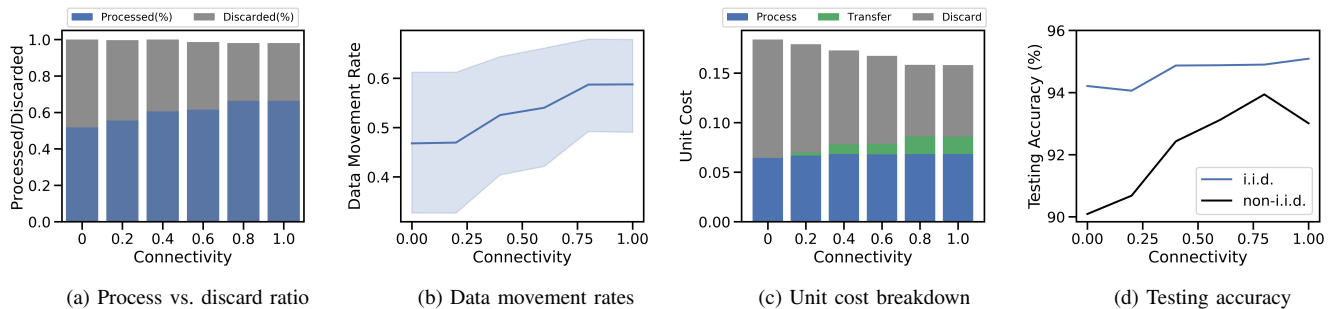 Processed(%) Discarded(%)
Processed/Discarded
1.0
0.8
0.6
0.4
0.2
0.0
0 0.2 0.4 0.6 0.8 1.0
Connectivity
(a) Process vs. discard ratio
Data Movement Rate
0.6
0.5
0.4
0.00 0.25 0.50 0.75 1.00
Connectivity
(b) Data movement rates
Process Transfer Discard
Unit Cost
0.15
0.10
0.05
0.00
0 0.2 0.4 0.6 0.8 1.0
Connectivity
(c) Unit cost breakdown
Testing Accuracy (%)
96
94
92
90
i.i.d.
non-i.i.d.
0.00 0.25 0.50 0.75 1.00
Connectivity
(d) Testing accuracy